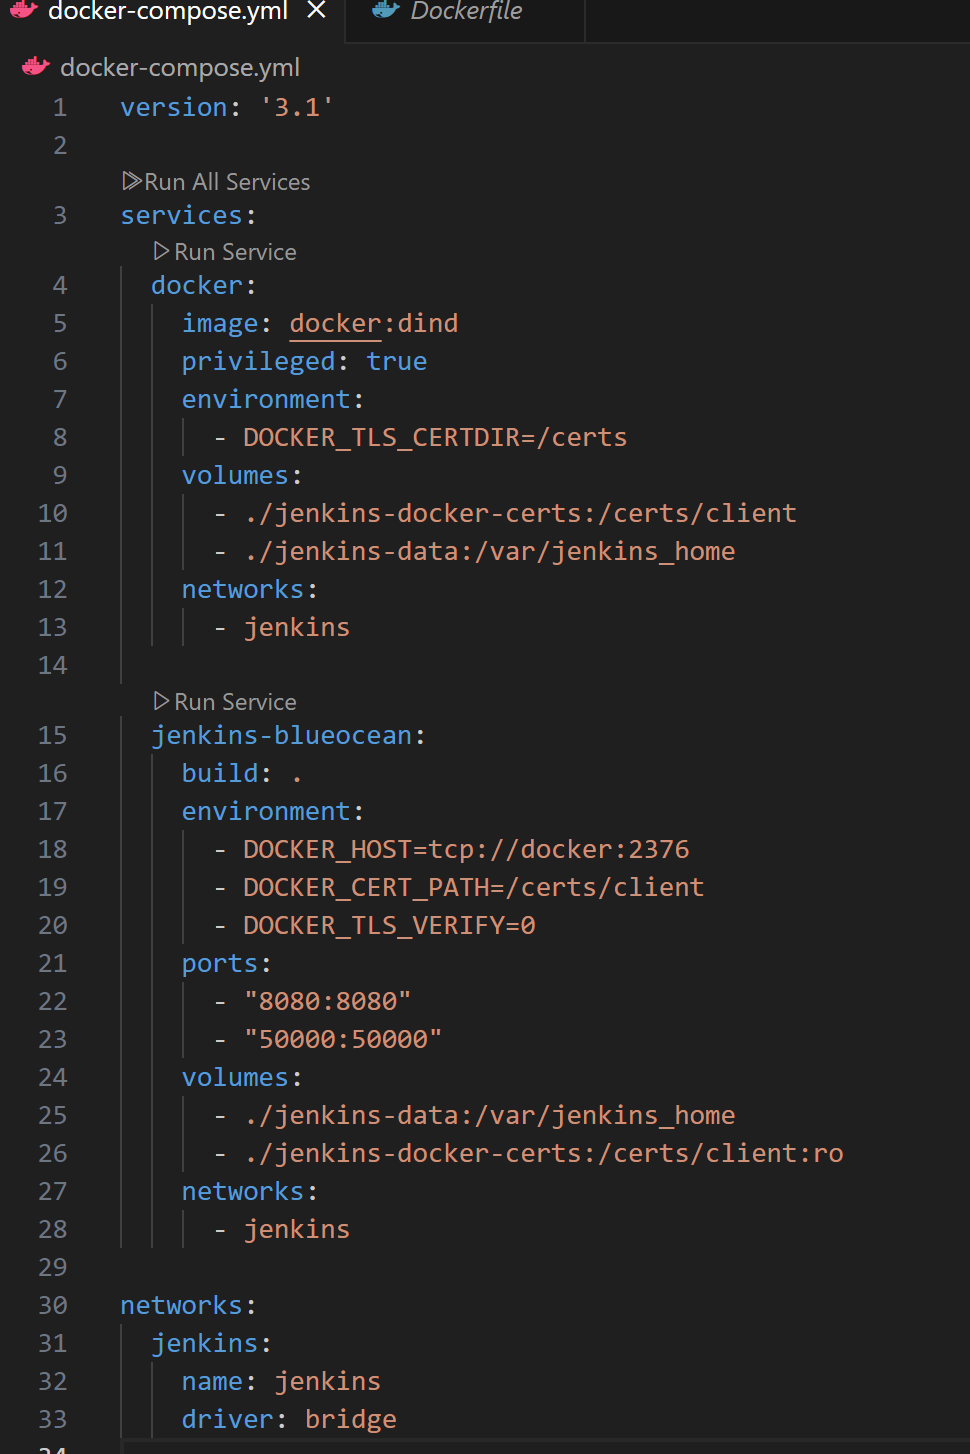 docker-compose.yml × Dockerfile
docker-compose.yml
1 version: '3.1'
2
Run All Services
3 services:
Run Service
4   docker:
5     image: docker:dind
6     privileged: true
7     environment:
8       - DOCKER_TLS_CERTDIR=/certs
9     volumes:
10       - ./jenkins-docker-certs:/certs/client
11       - ./jenkins-data:/var/jenkins_home
12     networks:
13       - jenkins
14
Run Service
15   jenkins-blueocean:
16     build: .
17     environment:
18       - DOCKER_HOST=tcp://docker:2376
19       - DOCKER_CERT_PATH=/certs/client
20       - DOCKER_TLS_VERIFY=0
21     ports:
22       - "8080:8080"
23       - "50000:50000"
24     volumes:
25       - ./jenkins-data:/var/jenkins_home
26       - ./jenkins-docker-certs:/certs/client:ro
27     networks:
28       - jenkins
29
30 networks:
31   jenkins:
32     name: jenkins
33     driver: bridge
34